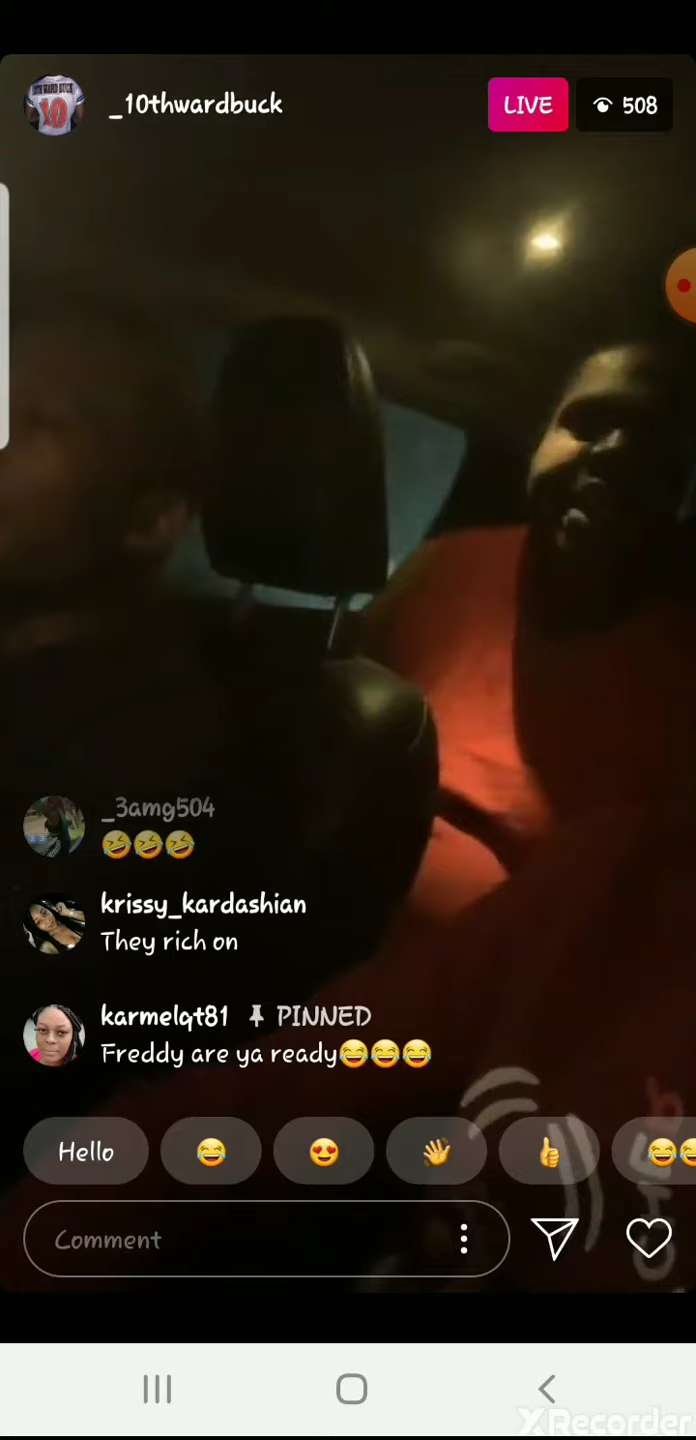 _10thwardbuck
LIVE
508
_3amg504
🤣🤣🤣
krissy_kardashian
They rich on
karmelqt81 PINNED
Freddy are ya ready😂😂😂
Hello 😂 😍 👋 👍 😂😂
Comment
XRecorder